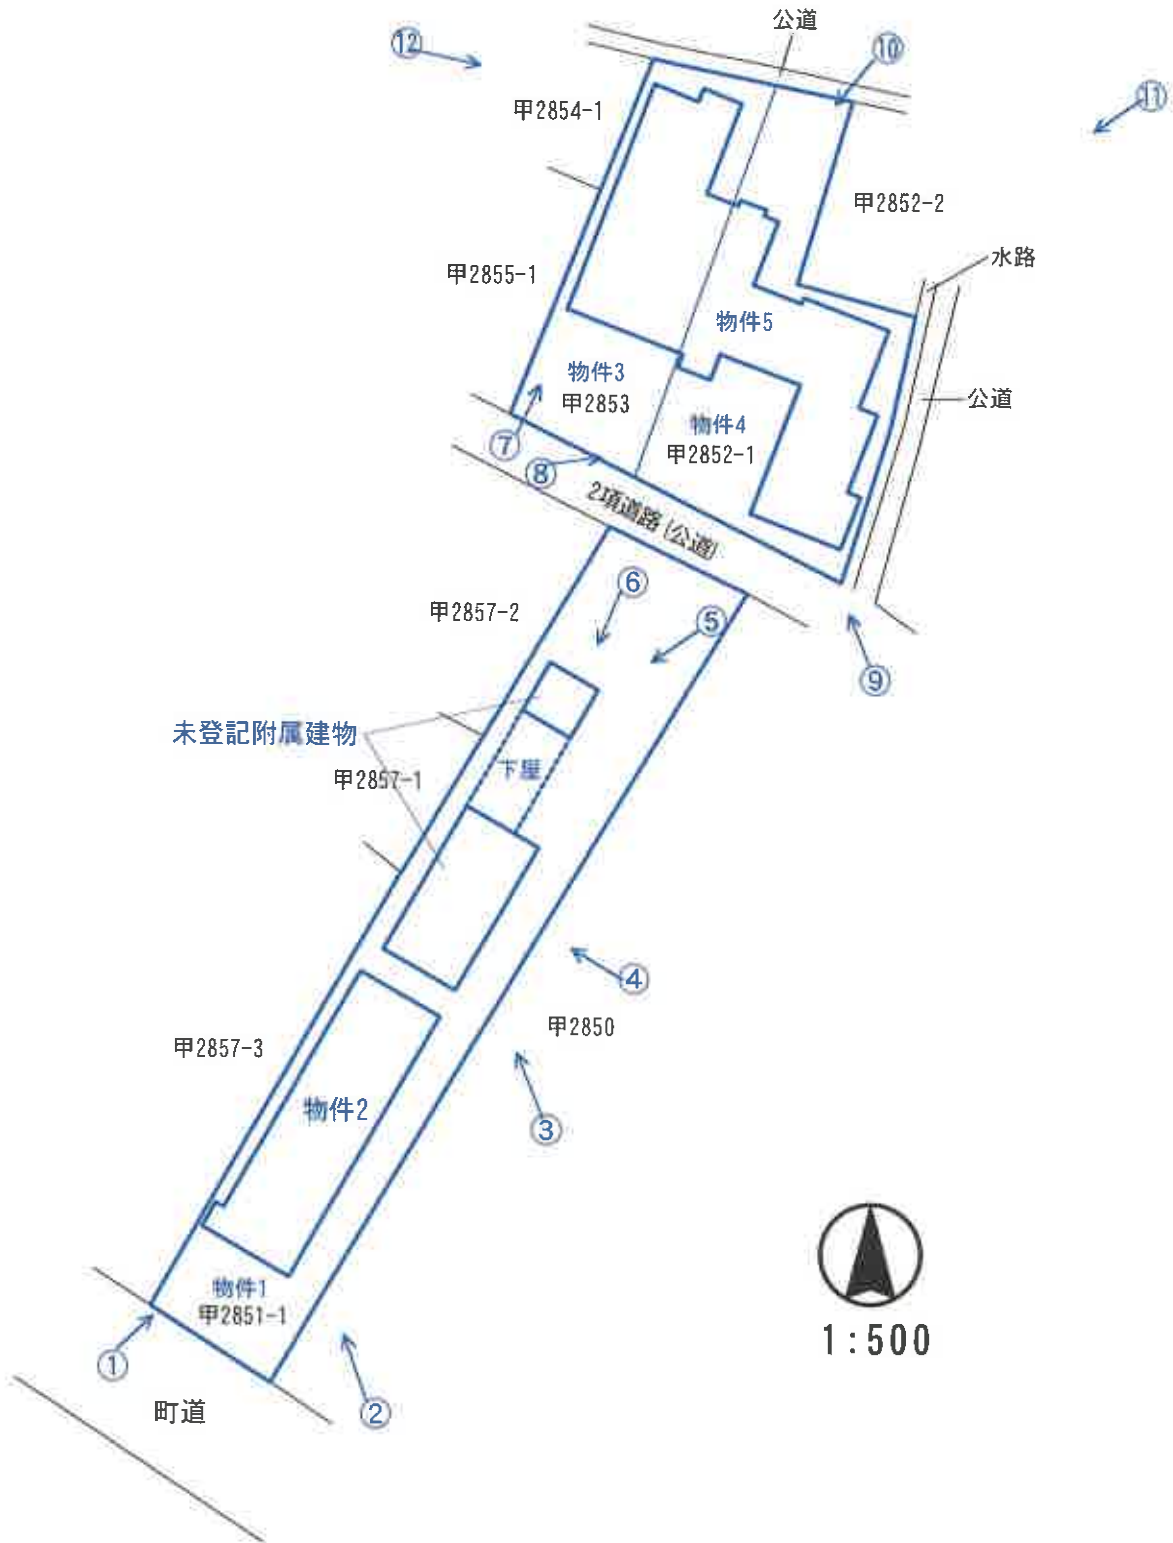 公道
⑫
⑩
⑪
甲2854-1
甲2852-2
水路
甲2855-1
物件5
物件3
甲2853
公道
物件4
甲2852-1
⑦
⑧
2項道路(公道)
⑥
⑤
甲2857-2
⑨
未登記附属建物
下屋
甲2857-1
④
甲2850
甲2857-3
③
物件2
物件1
甲2851-1
1:500
①
②
町道